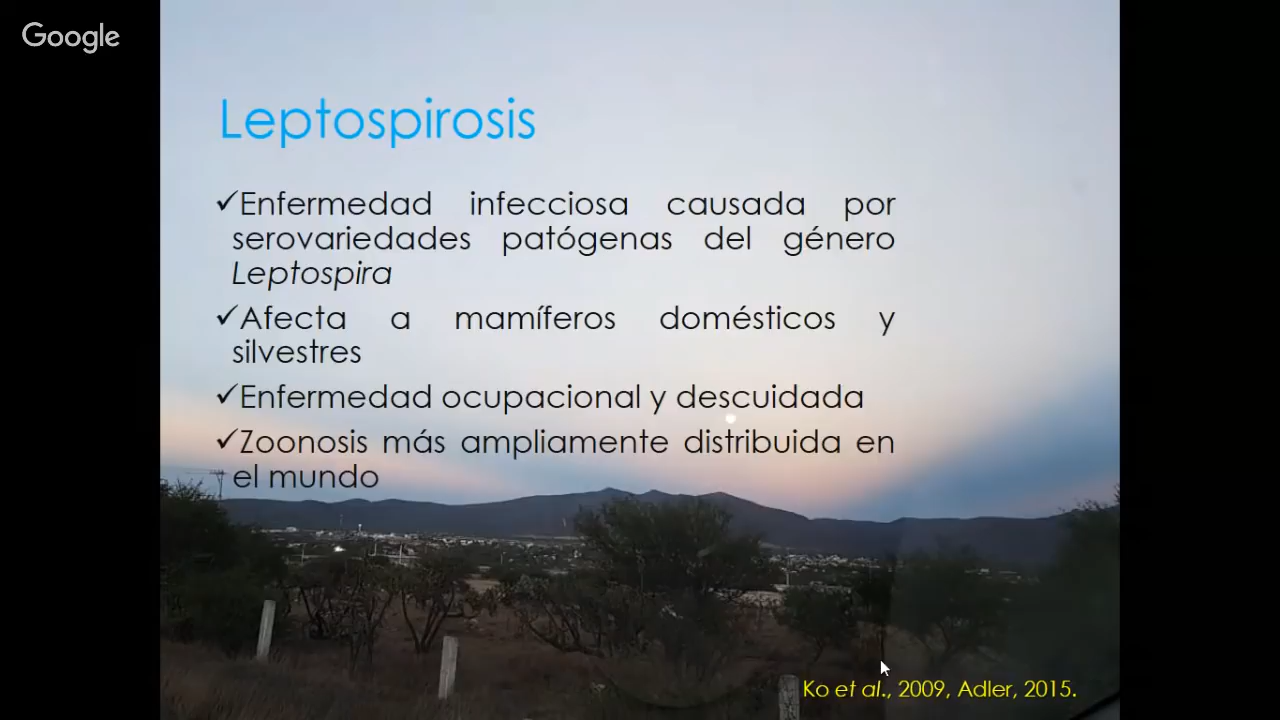 Google
Leptospirosis
✓Enfermedad infecciosa causada por
serovariedades patógenas del género
Leptospira
✓Afecta a mamíferos domésticos y
silvestres
✓Enfermedad ocupacional y descuidada
✓Zoonosis más ampliamente distribuida en
el mundo
Ko et al., 2009, Adler, 2015.